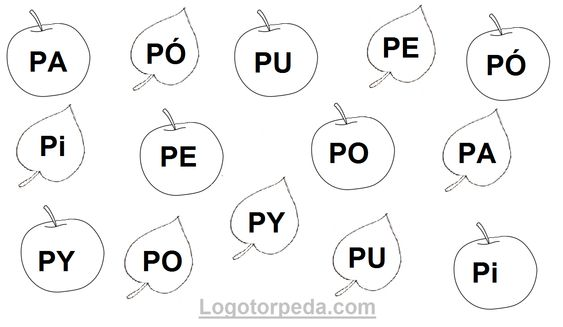 PA PÓ PU PE PÓ
Pi PE PO PA
PY PO PY PU Pi
Logotorpeda.com